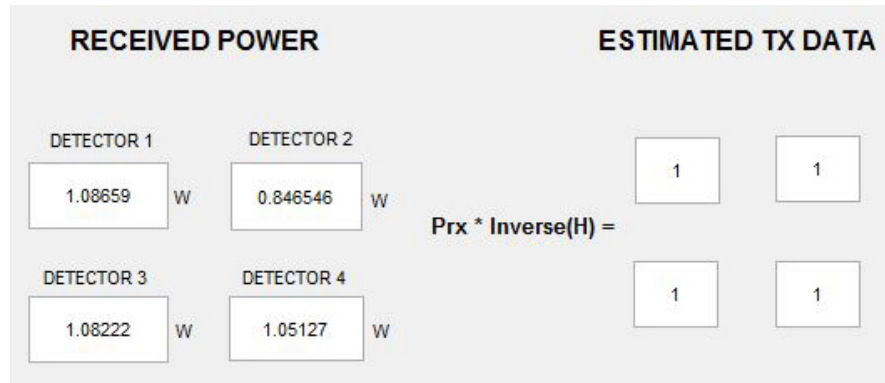 RECEIVED POWER
ESTIMATED TX DATA
DETECTOR 1
DETECTOR 2
1.08659 W
0.846546 W
1 1
Prx * Inverse(H) =
DETECTOR 3
DETECTOR 4
1.08222 W
1.05127 W
1 1